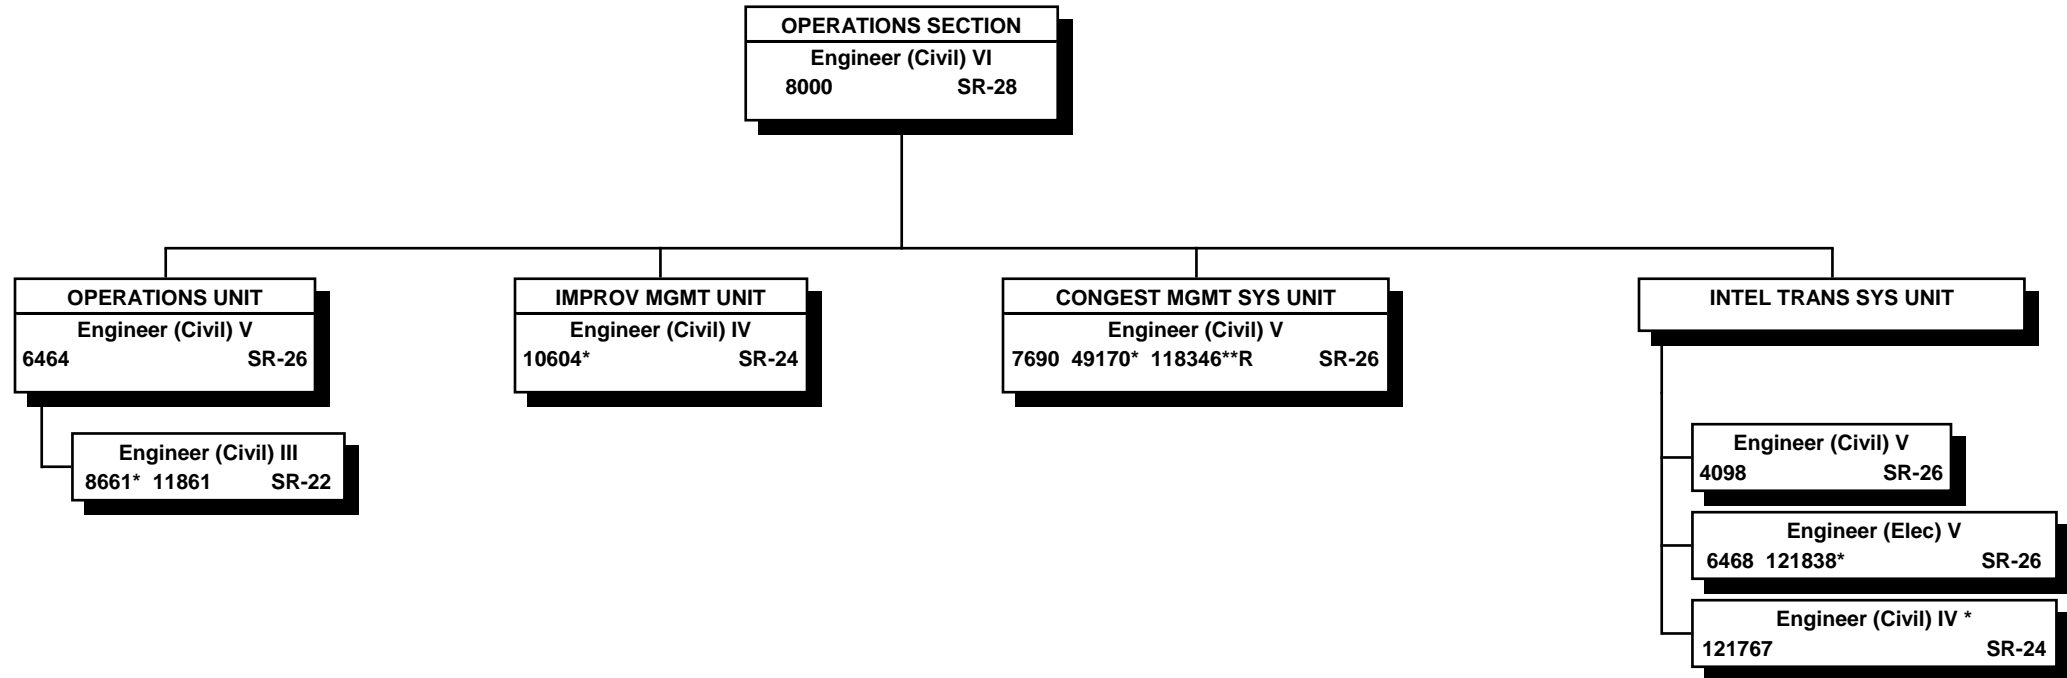 OPERATIONS SECTION
Engineer (Civil) VI
8000 SR-28
OPERATIONS UNIT
Engineer (Civil) V
6464 SR-26
Engineer (Civil) III
8661* 11861 SR-22
IMPROV MGMT UNIT
Engineer (Civil) IV
10604* SR-24
CONGEST MGMT SYS UNIT
Engineer (Civil) V
7690 49170* 118346**R SR-26
INTEL TRANS SYS UNIT
Engineer (Civil) V
4098 SR-26
Engineer (Elec) V
6468 121838* SR-26
Engineer (Civil) IV *
121767 SR-24